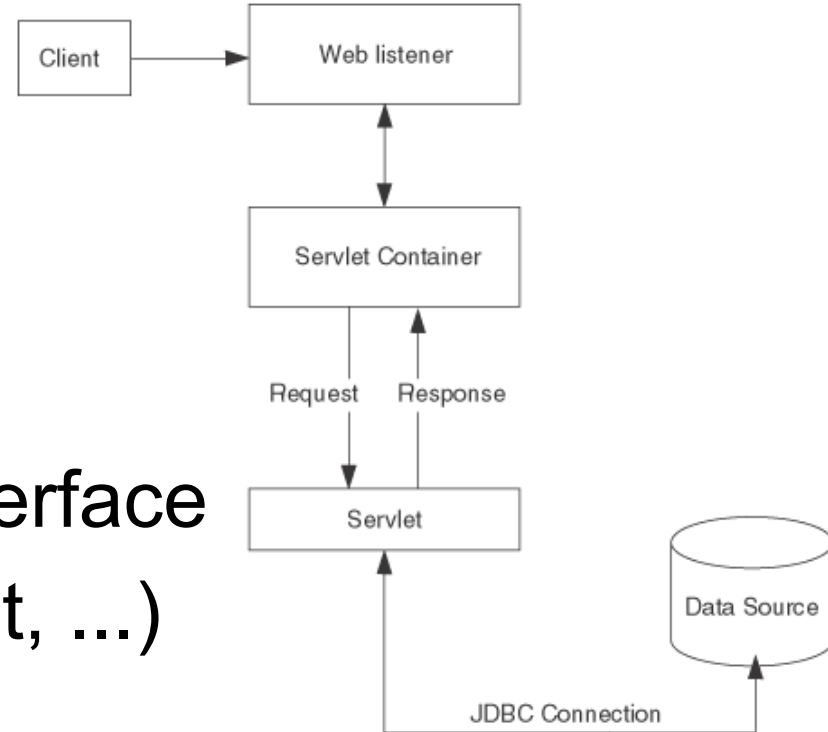 Client
Web listener
Servlet Container
Request Response
erface
Servlet
t, ...)
Data Source
JDBC Connection